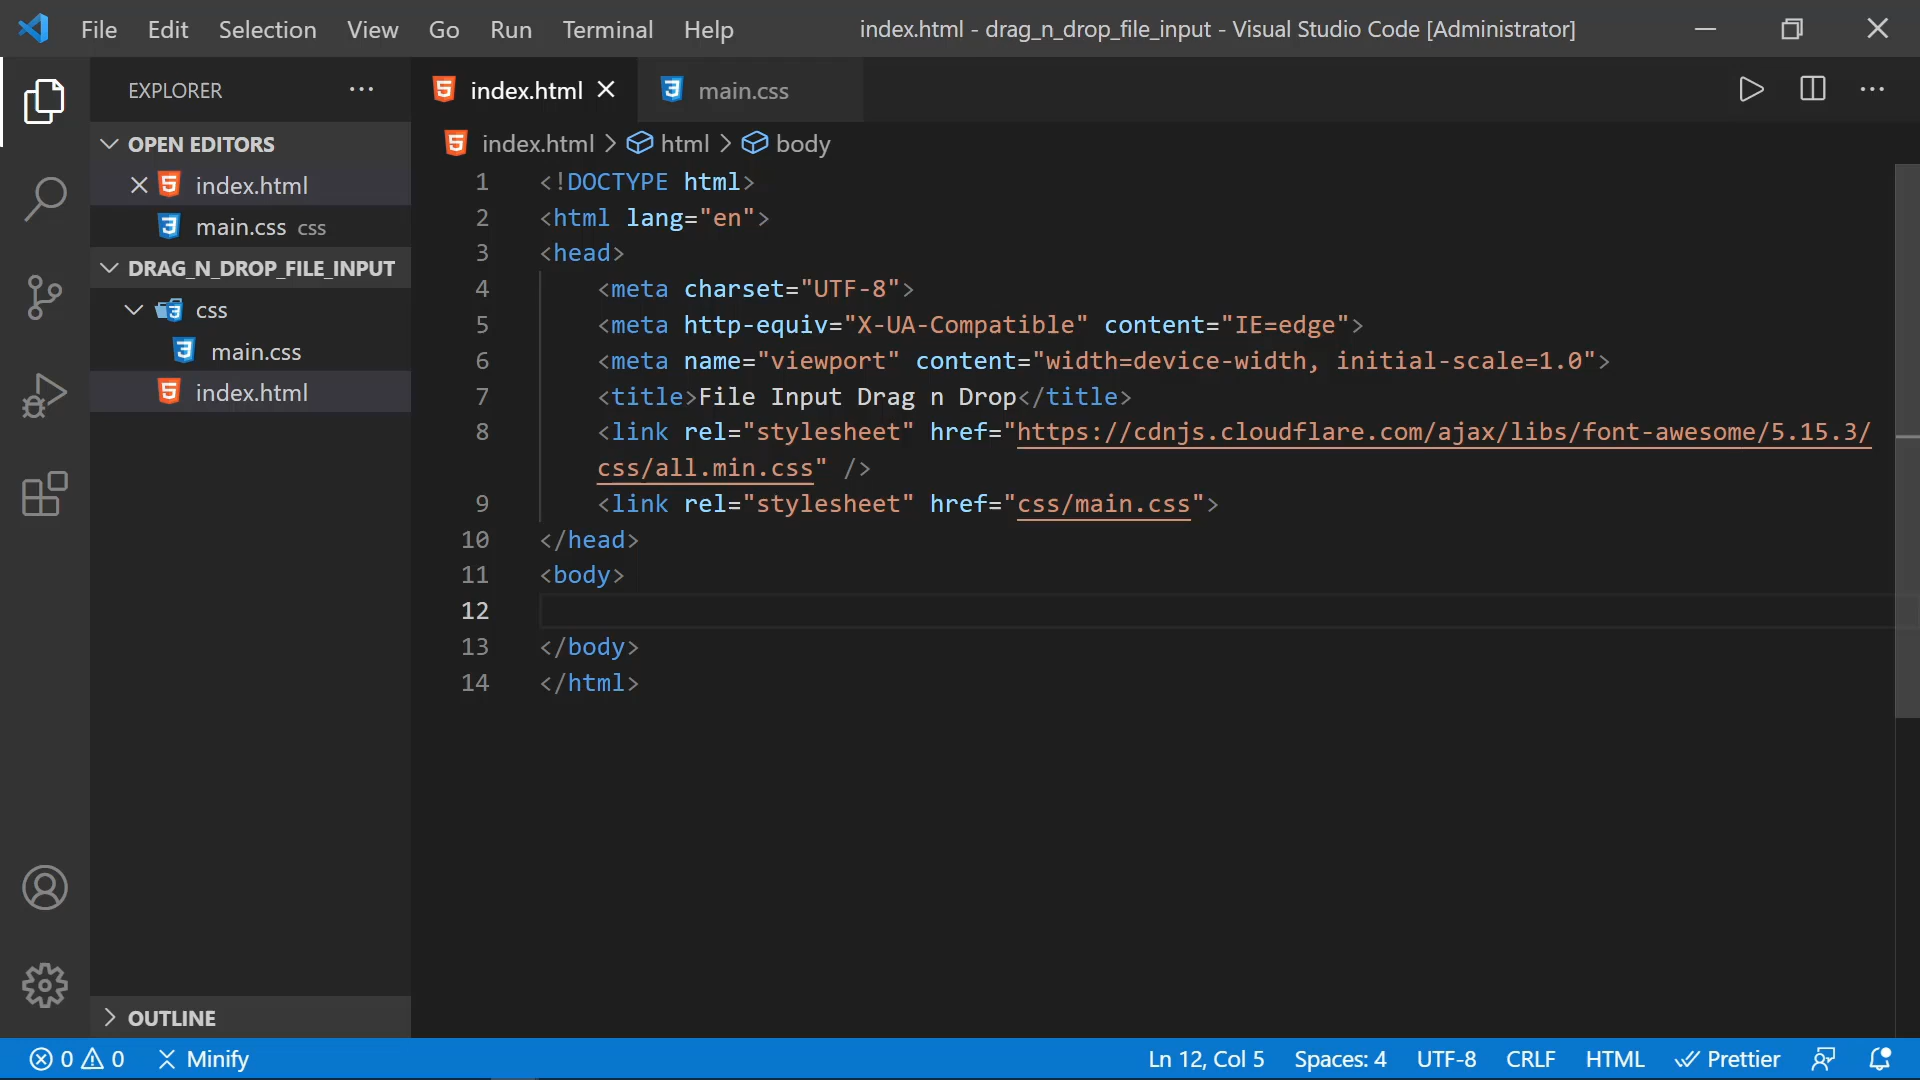 File Edit Selection View Go Run Terminal Help index.html - drag_n_drop_file_input - Visual Studio Code [Administrator]
EXPLORER
OPEN EDITORS
index.html
main.css css
DRAG_N_DROP_FILE_INPUT
css
main.css
index.html
OUTLINE
index.html main.css
index.html > html > body
1 <!DOCTYPE html>
2 <html lang="en">
3 <head>
4 <meta charset="UTF-8">
5 <meta http-equiv="X-UA-Compatible" content="IE=edge">
6 <meta name="viewport" content="width=device-width, initial-scale=1.0">
7 <title>File Input Drag n Drop</title>
8 <link rel="stylesheet" href="https://cdnjs.cloudflare.com/ajax/libs/font-awesome/5.15.3/
css/all.min.css" />
9 <link rel="stylesheet" href="css/main.css">
10 </head>
11 <body>
12
13 </body>
14 </html>
0 0 Minify Ln 12, Col 5 Spaces: 4 UTF-8 CRLF HTML Prettier